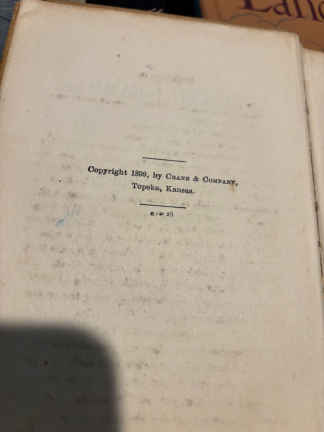 Copyright 1899, by Crane & Company,
Topeka, Kansas.